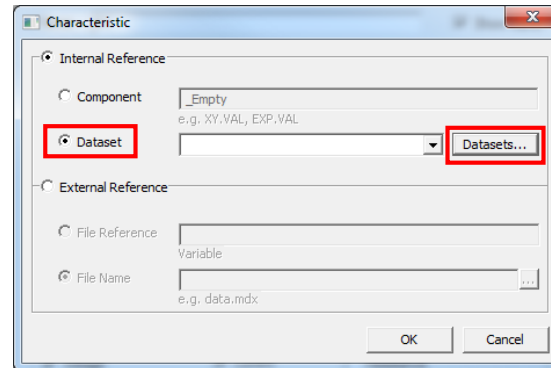 Characteristic
Internal Reference
Component
_Empty
e.g. XY.VAL, EXP.VAL
Dataset
Datasets...
External Reference
File Reference
Variable
File Name
...
e.g. data.mdx
OK
Cancel